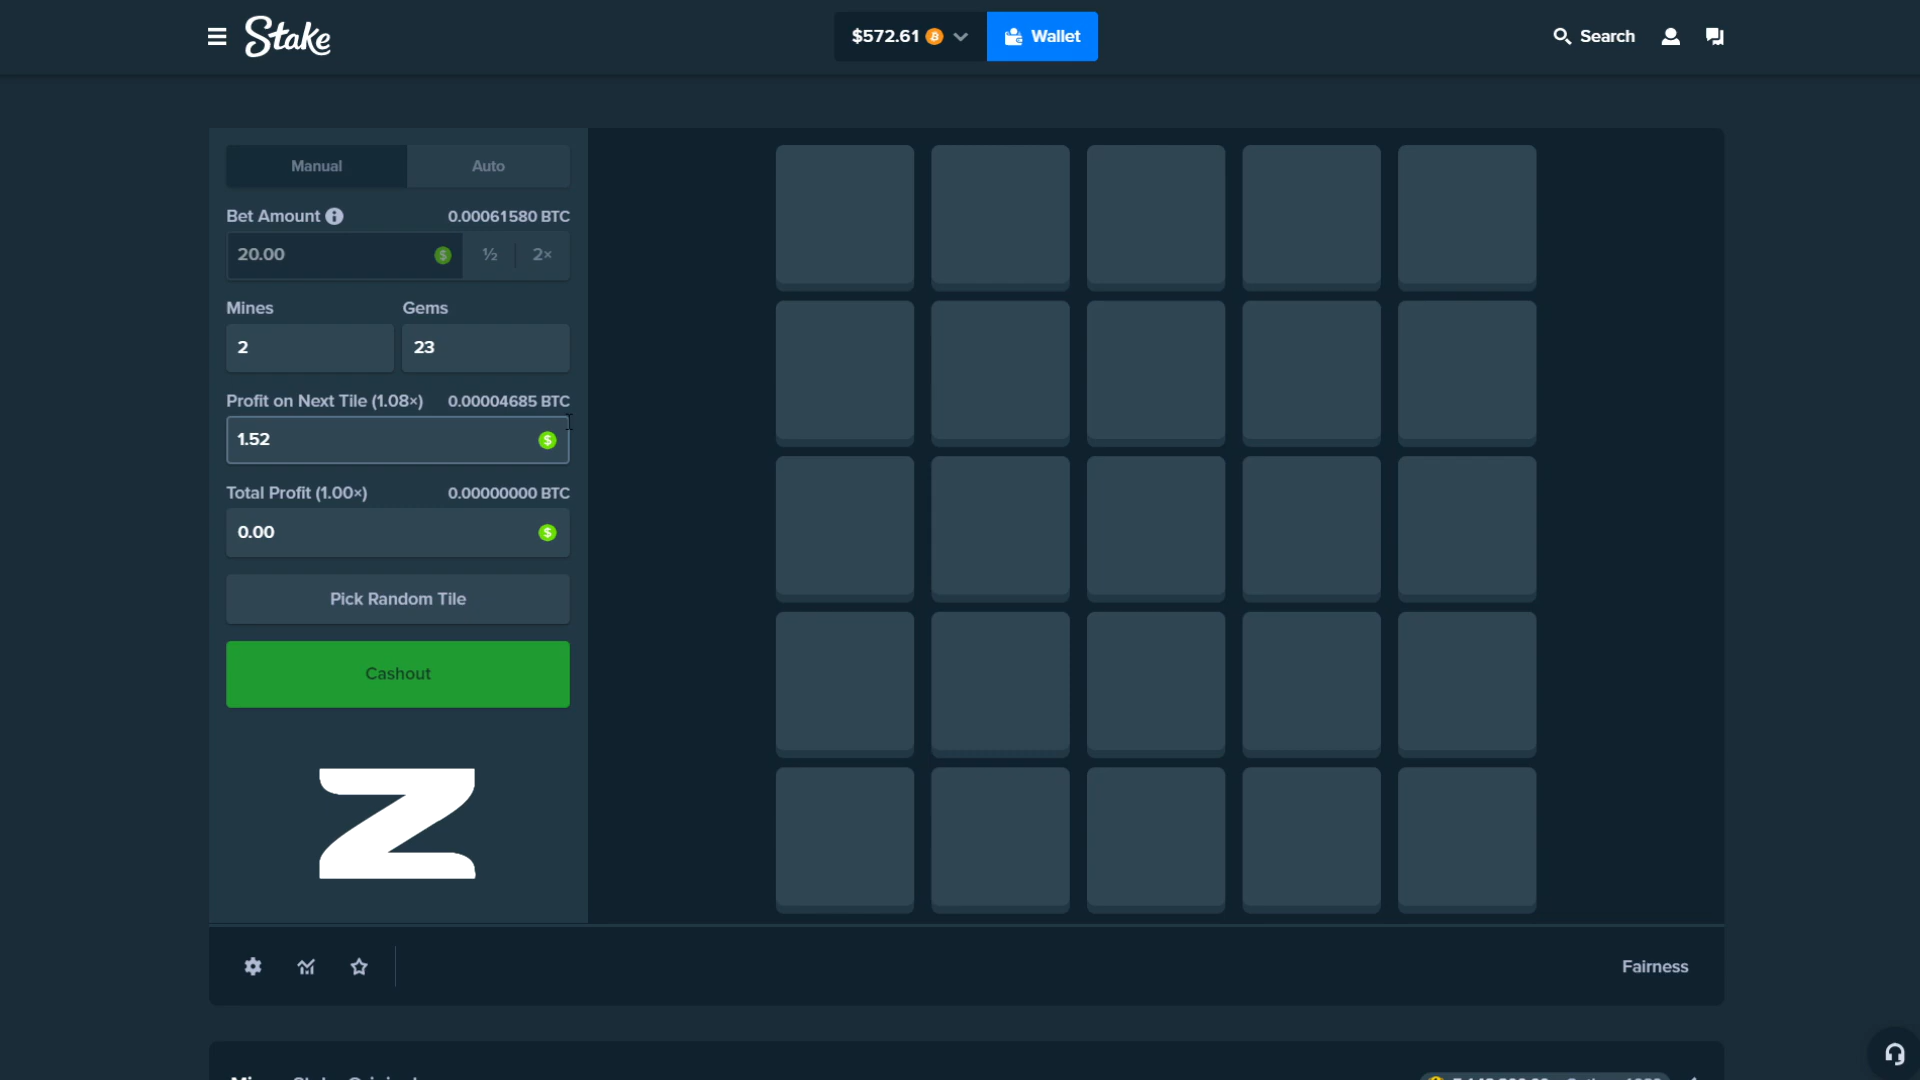 Stake
$572.61
Wallet
Search
Manual
Auto
Bet Amount
0.00061580 BTC
20.00
½
2×
Mines
Gems
2
23
Profit on Next Tile (1.08×)
0.00004685 BTC
1.52
Total Profit (1.00×)
0.00000000 BTC
0.00
Pick Random Tile
Cashout
Z
Fairness